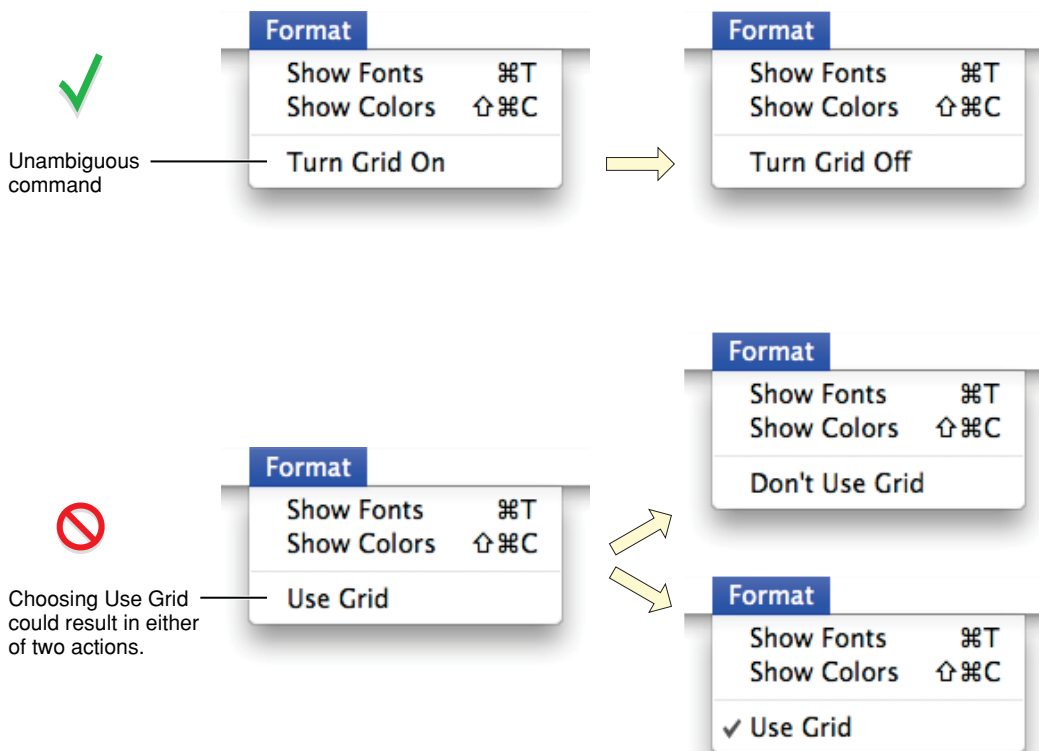 Format
Show Fonts ⌘T
Show Colors ⇧⌘C
Turn Grid On
Unambiguous
command
Format
Show Fonts ⌘T
Show Colors ⇧⌘C
Turn Grid Off
Format
Show Fonts ⌘T
Show Colors ⇧⌘C
Use Grid
Choosing Use Grid
could result in either
of two actions.
Format
Show Fonts ⌘T
Show Colors ⇧⌘C
Don't Use Grid
Format
Show Fonts ⌘T
Show Colors ⇧⌘C
✓ Use Grid